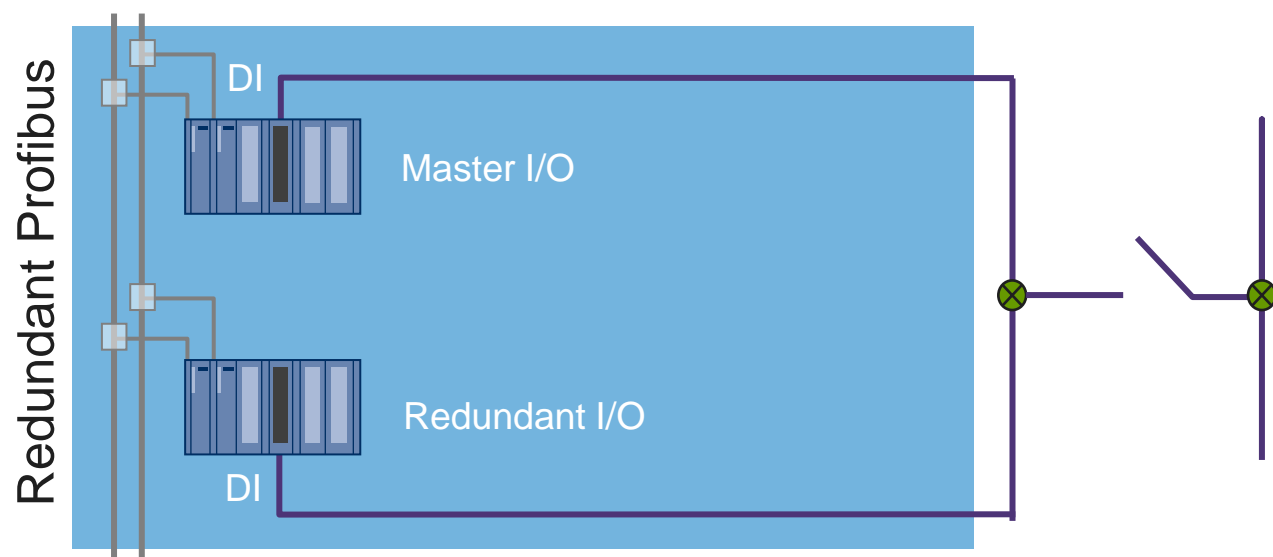 Redundant Profibus
DI
Master I/O
Redundant I/O
DI